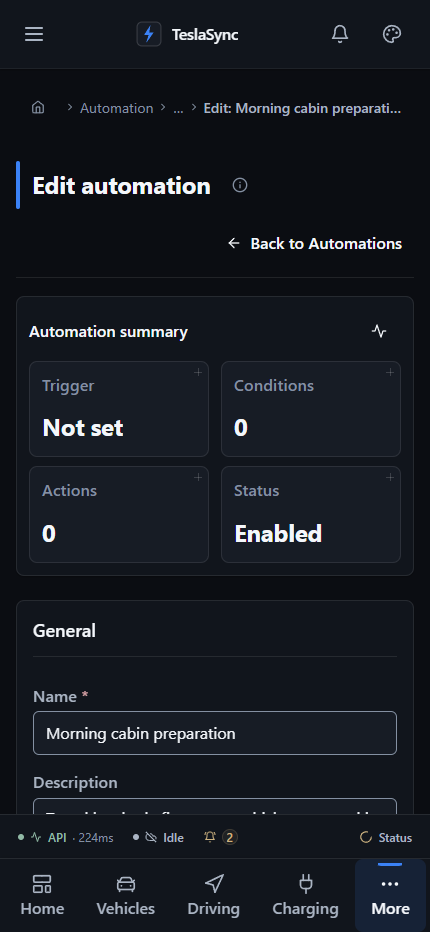 TeslaSync
Automation
...
Edit: Morning cabin preparati...
Edit automation
Back to Automations
Automation summary
Trigger
Not set
Conditions
0
Actions
0
Status
Enabled
General
Name *
Morning cabin preparation
Description
API · 224ms
Idle
2
Status
Home
Vehicles
Driving
Charging
More